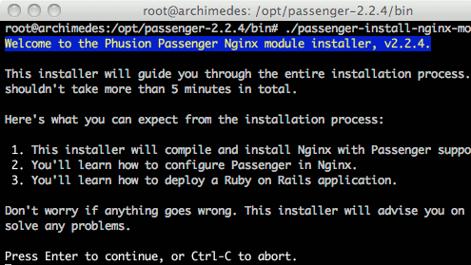 root@archimedes: /opt/passenger-2.2.4/bin
root@archimedes:/opt/passenger-2.2.4/bin# ./passenger-install-nginx-mo
Welcome to the Phusion Passenger Nginx module installer, v2.2.4.
This installer will guide you through the entire installation process.
shouldn't take more than 5 minutes in total.
Here's what you can expect from the installation process:
1. This installer will compile and install Nginx with Passenger suppo
2. You'll learn how to configure Passenger in Nginx.
3. You'll learn how to deploy a Ruby on Rails application.
Don't worry if anything goes wrong. This installer will advise you on
solve any problems.
Press Enter to continue, or Ctrl-C to abort.